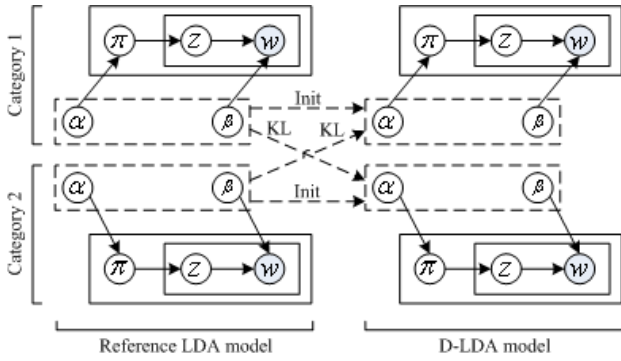 Category 1
π Z w π Z w
Init
α β KL KL α β
α β Init α β
Category 2
π Z w π Z w
Reference LDA model D-LDA model